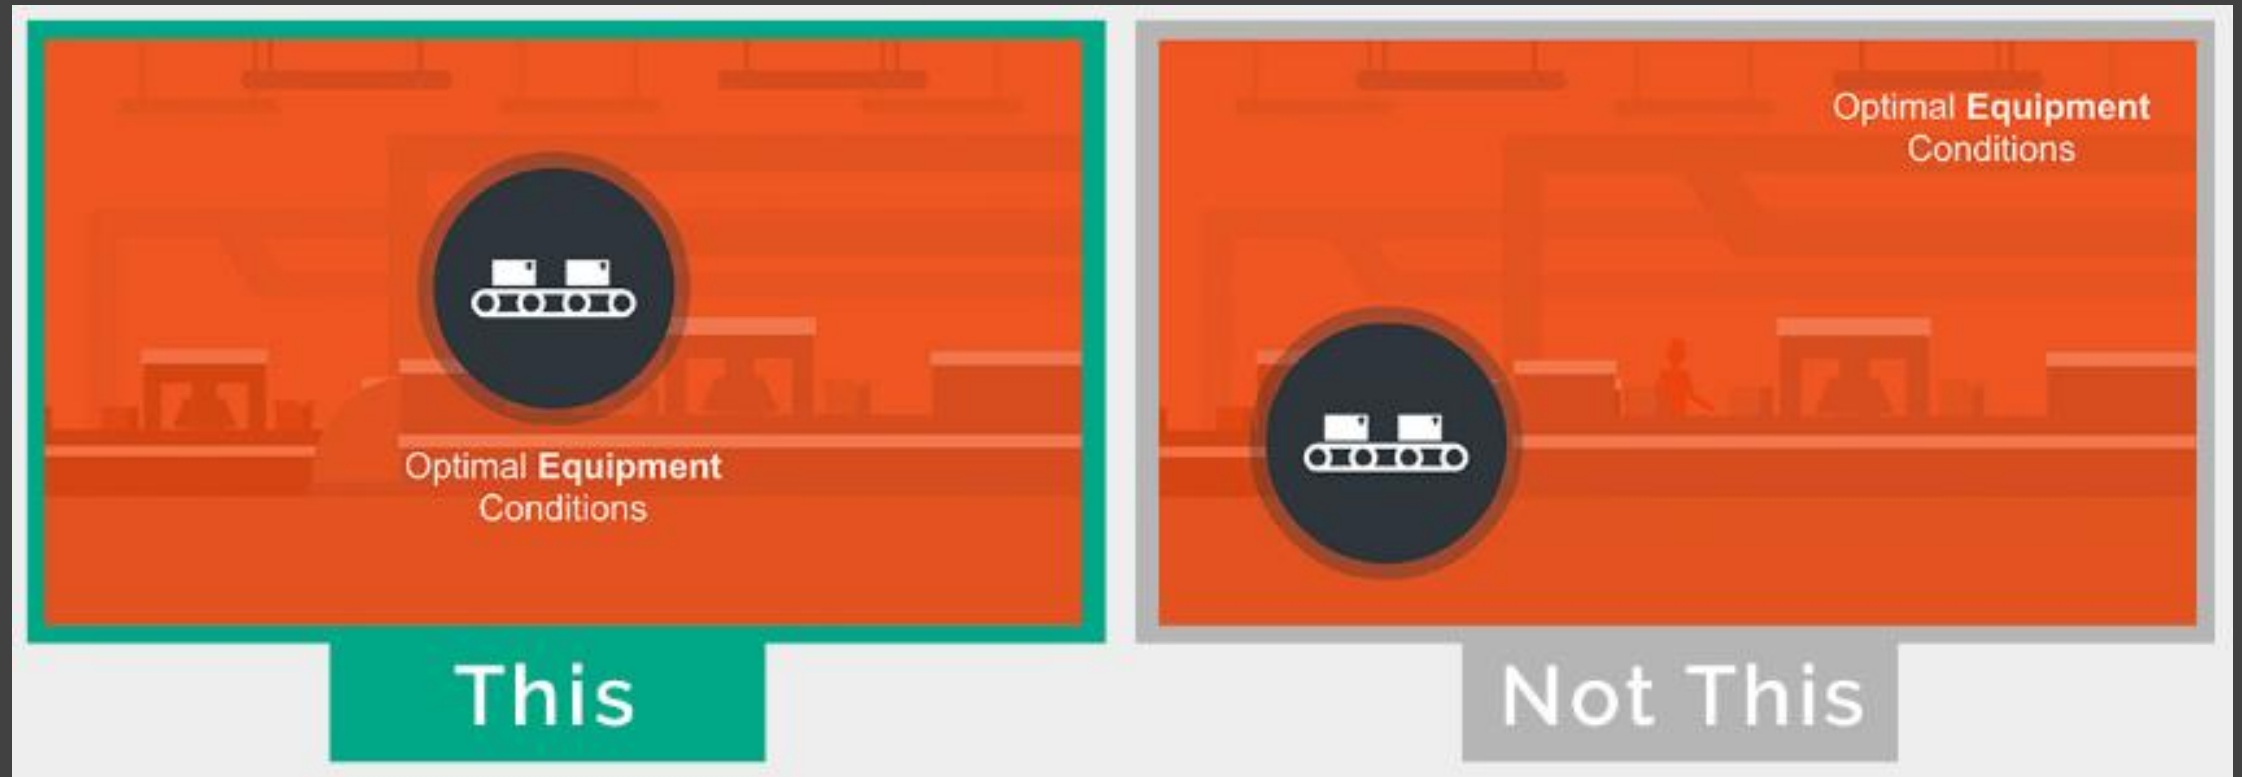 Optimal Equipment
Conditions
This
Optimal Equipment
Conditions
Not This